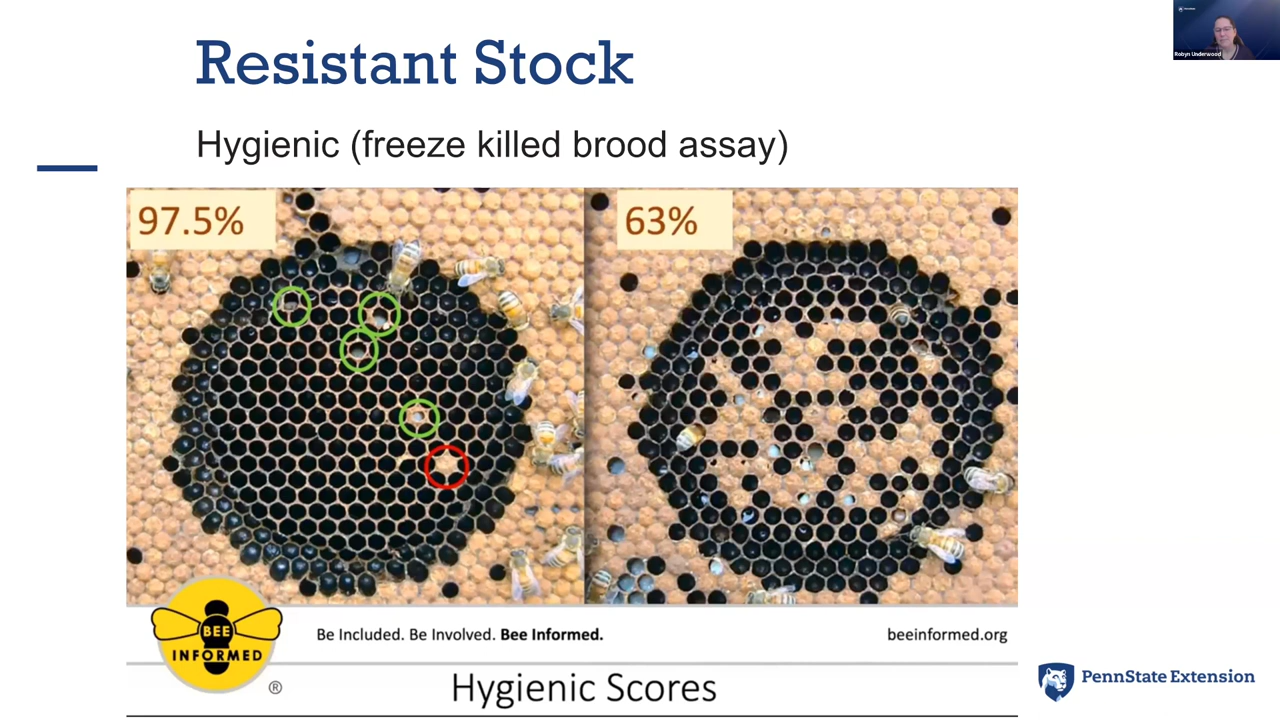 Resistant Stock
Robyn Underwood
Hygienic (freeze killed brood assay)
97.5%
63%
BEE
INFORMED
®
Be Included. Be Involved. Bee Informed.
beeinformed.org
Hygienic Scores
PennState Extension